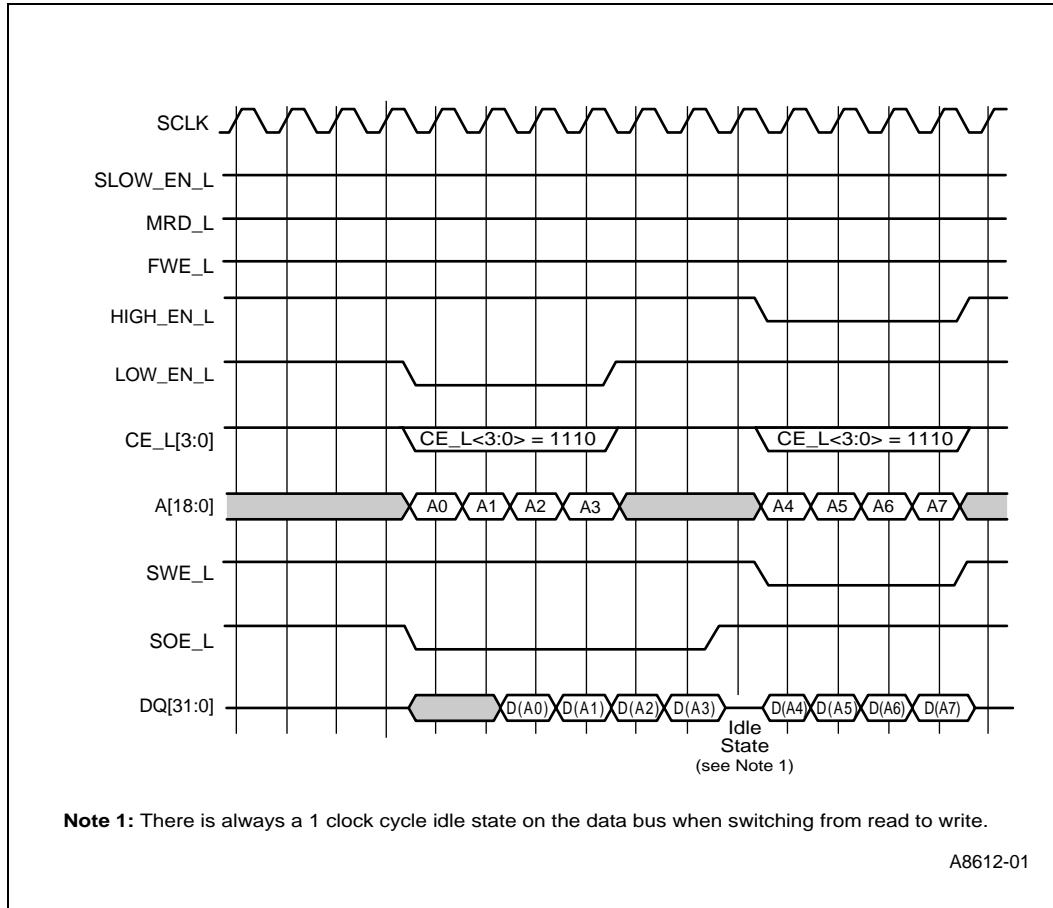 SCLK
SLOW_EN_L
MRD_L
FWE_L
HIGH_EN_L
LOW_EN_L
CE_L[3:0]
CE_L<3:0> = 1110
CE_L<3:0> = 1110
A[18:0]
A0 A1 A2 A3 A4 A5 A6 A7
SWE_L
SOE_L
DQ[31:0]
D(A0) D(A1) D(A2) D(A3) D(A4) D(A5) D(A6) D(A7)
Idle
State
(see Note 1)
Note 1: There is always a 1 clock cycle idle state on the data bus when switching from read to write.
A8612-01